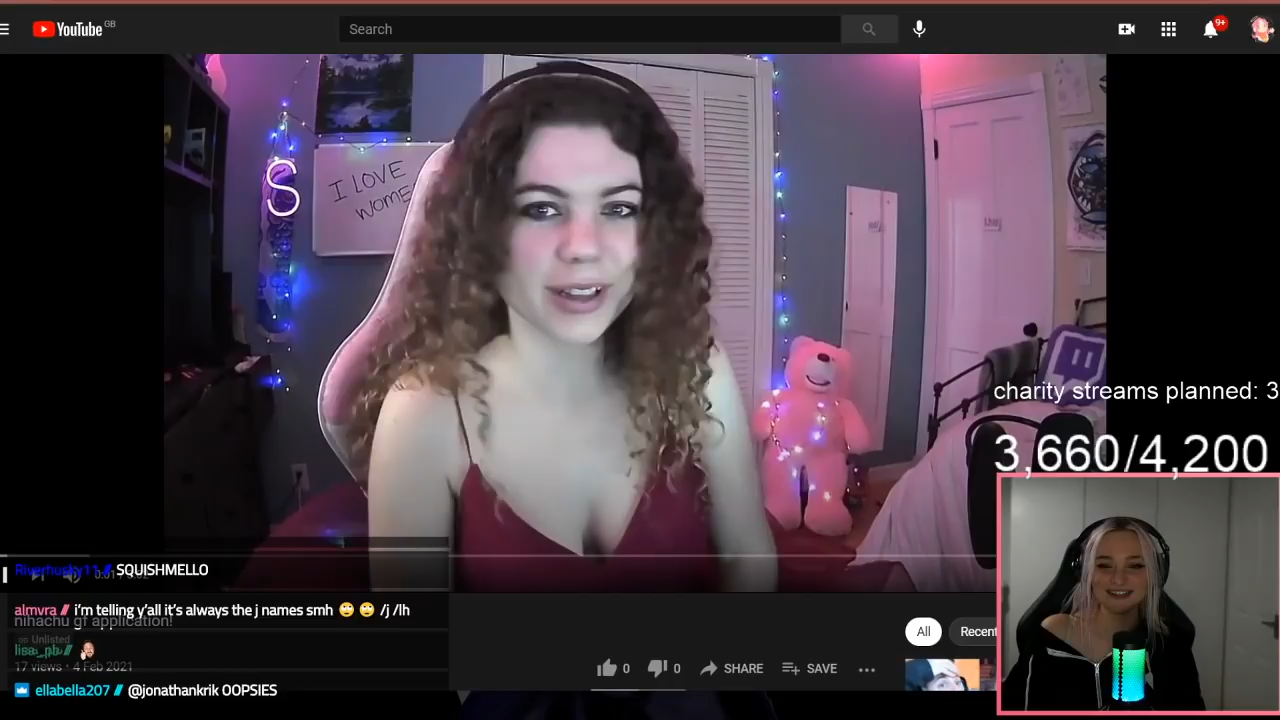 YouTube GB
Search
9+
S
I LOVE
WOME
charity streams planned: 3
3,660/4,200
Riverhusky11 // SQUISHMELLO
almvra // i'm telling y'all it's always the j names smh 🙄 🙄 /j /lh
nihachu gf application!
Unlisted
lisa_pb //
17 views • 4 Feb 2021
ellabella207 // @jonathankrik OOPSIES
0
0
SHARE
SAVE
All
Recent